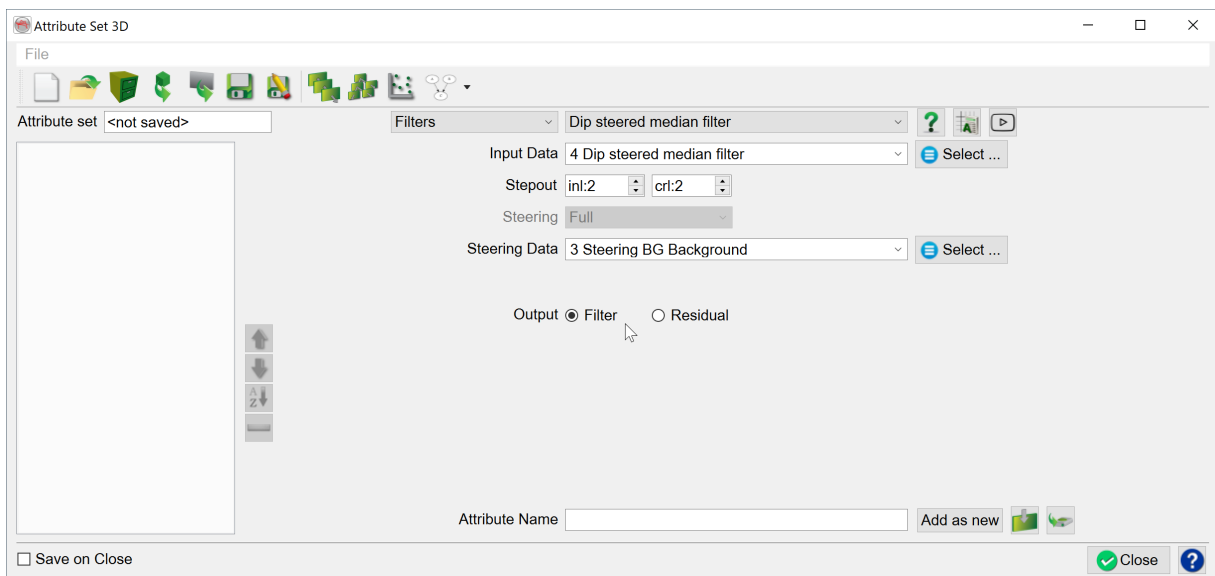 Attribute Set 3D
File
Attribute set <not saved> Filters Dip steered median filter
Input Data 4 Dip steered median filter Select ...
Stepout inl:2 crl:2
Steering Full
Steering Data 3 Steering BG Background Select ...
Output Filter Residual
A
Z
Attribute Name Add as new
Save on Close Close